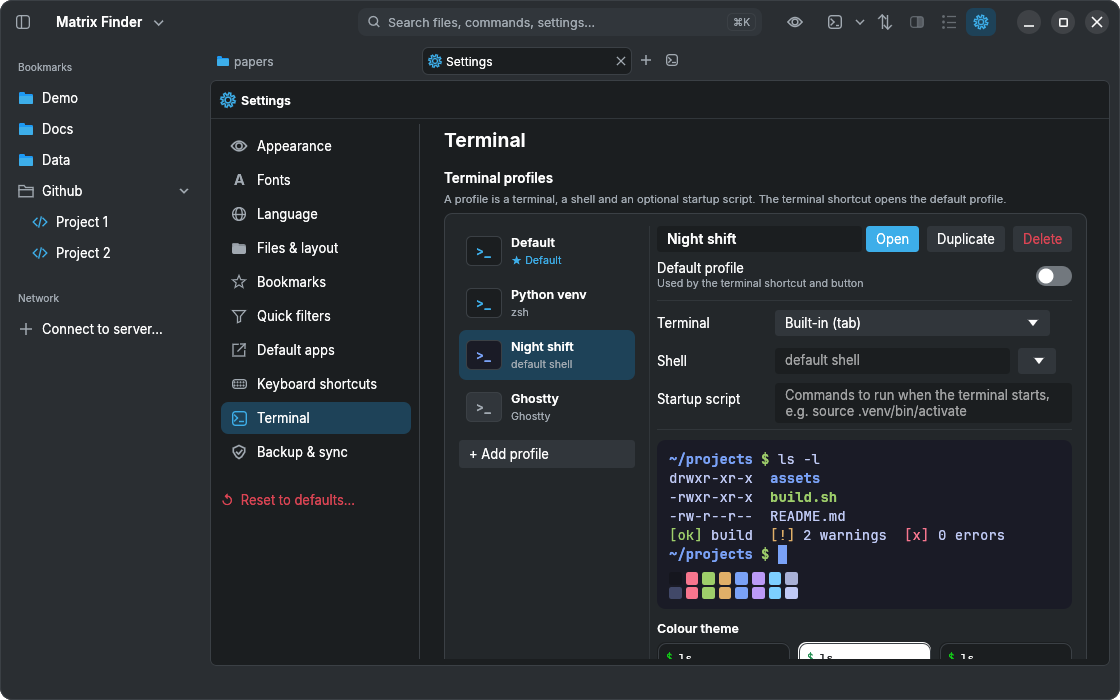 Matrix Finder
Search files, commands, settings...
⌘K
Bookmarks
Demo
Docs
Data
Github
Project 1
Project 2
Network
Connect to server...
papers
Settings
Settings
Appearance
Fonts
Language
Files & layout
Bookmarks
Quick filters
Default apps
Keyboard shortcuts
Terminal
Backup & sync
Reset to defaults...
Terminal
Terminal profiles
A profile is a terminal, a shell and an optional startup script. The terminal shortcut opens the default profile.
Default
★ Default
Python venv
zsh
Night shift
default shell
Ghostty
Ghostty
+ Add profile
Night shift
Open
Duplicate
Delete
Default profile
Used by the terminal shortcut and button
Terminal
Built-in (tab)
Shell
default shell
Startup script
Commands to run when the terminal starts,
e.g. source .venv/bin/activate
~/projects $ ls -l
drwxr-xr-x assets
-rwxr-xr-x build.sh
-rw-r--r-- README.md
[ok] build [!] 2 warnings [x] 0 errors
~/projects $
Colour theme
$ ls
$ ls
$ ls